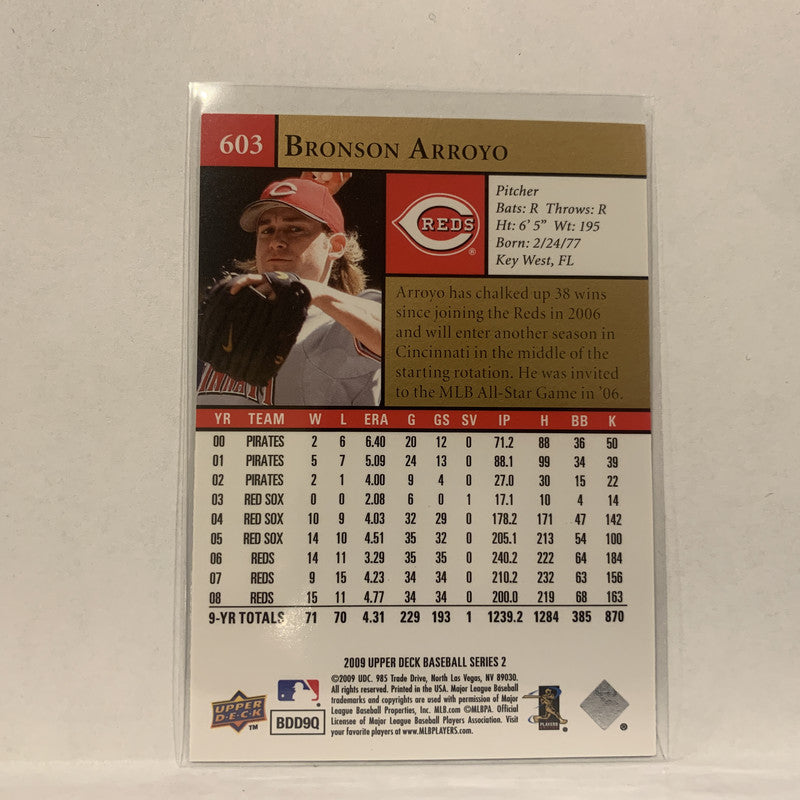 603 BRONSON ARROYO
REDS
®
Pitcher
Bats: R Throws: R
Ht: 6' 5" Wt: 195
Born: 2/24/77
Key West, FL
Arroyo has chalked up 38 wins
since joining the Reds in 2006
and will enter another season in
Cincinnati in the middle of the
starting rotation. He was invited
to the MLB All-Star Game in '06.
YR TEAM W L ERA G GS SV IP H BB K
00 PIRATES 2 6 6.40 20 12 0 71.2 88 36 50
01 PIRATES 5 7 5.09 24 13 0 88.1 99 34 39
02 PIRATES 2 1 4.00 9 4 0 27.0 30 15 22
03 RED SOX 0 0 2.08 6 0 1 17.1 10 4 14
04 RED SOX 10 9 4.03 32 29 0 178.2 171 47 142
05 RED SOX 14 10 4.51 35 32 0 205.1 213 54 100
06 REDS 14 11 3.29 35 35 0 240.2 222 64 184
07 REDS 9 15 4.23 34 34 0 210.2 232 63 156
08 REDS 15 11 4.77 34 34 0 200.0 219 68 163
9-YR TOTALS 71 70 4.31 229 193 1 1239.2 1284 385 870
2009 UPPER DECK BASEBALL SERIES 2
©2009 UDC. 985 Trade Drive, North Las Vegas, NV 89030.
All rights reserved. Printed in the USA. Major League Baseball
trademarks and copyrights are used with permission of Major
League Baseball Properties, Inc. MLB.com ©MLBPA. Official
Licensee of Major League Baseball Players Association. Visit
your favorite players at www.MLBPLAYERS.com.
UPPER
DECK
TM
BDD9Q
PLAYERS